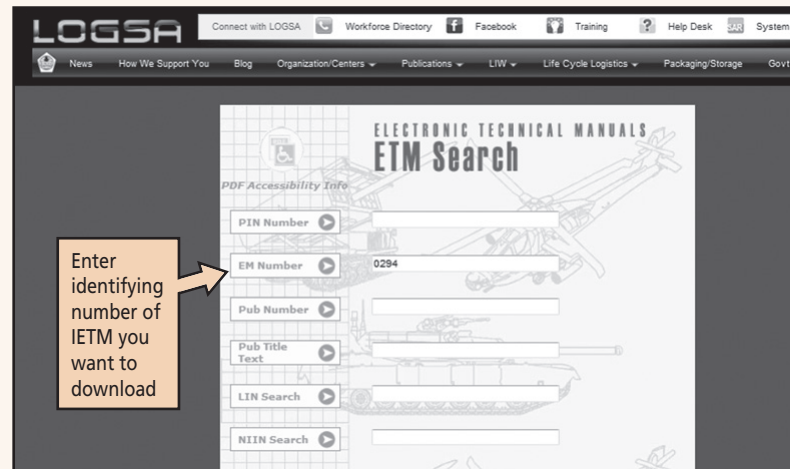 LOGSA
Connect with LOGSA Workforce Directory Facebook Training Help Desk SAR System
News How We Support You Blog Organization/Centers Publications LIW Life Cycle Logistics Packaging/Storage Govt
ELECTRONIC TECHNICAL MANUALS
ETM Search
PDF Accessibility Info
PIN Number
EM Number 0294
Pub Number
Pub Title
Text
LIN Search
NIIN Search
Enter
identifying
number of
IETM you
want to
download